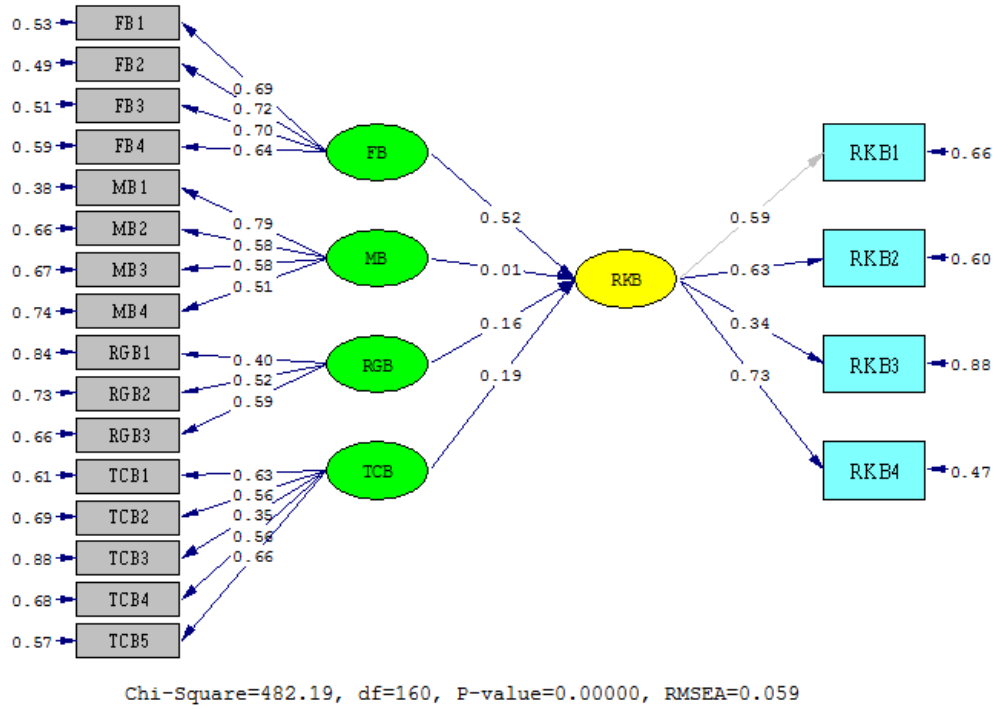 0.53 FB1
0.49 FB2
0.51 FB3
0.59 FB4
0.38 MB1
0.66 MB2
0.67 MB3
0.74 MB4
0.84 RGB1
0.73 RGB2
0.66 RGB3
0.61 TCB1
0.69 TCB2
0.88 TCB3
0.68 TCB4
0.57 TCB5
0.69
0.72
0.70
0.64
0.79
0.58
0.58
0.51
0.40
0.52
0.59
0.63
0.56
0.35
0.56
0.66
FB
MB
RGB
TCB
0.52
0.01
0.16
0.19
RKB
0.59
0.63
0.34
0.73
RKB1 0.66
RKB2 0.60
RKB3 0.88
RKB4 0.47
Chi-Square=482.19, df=160, P-value=0.00000, RMSEA=0.059